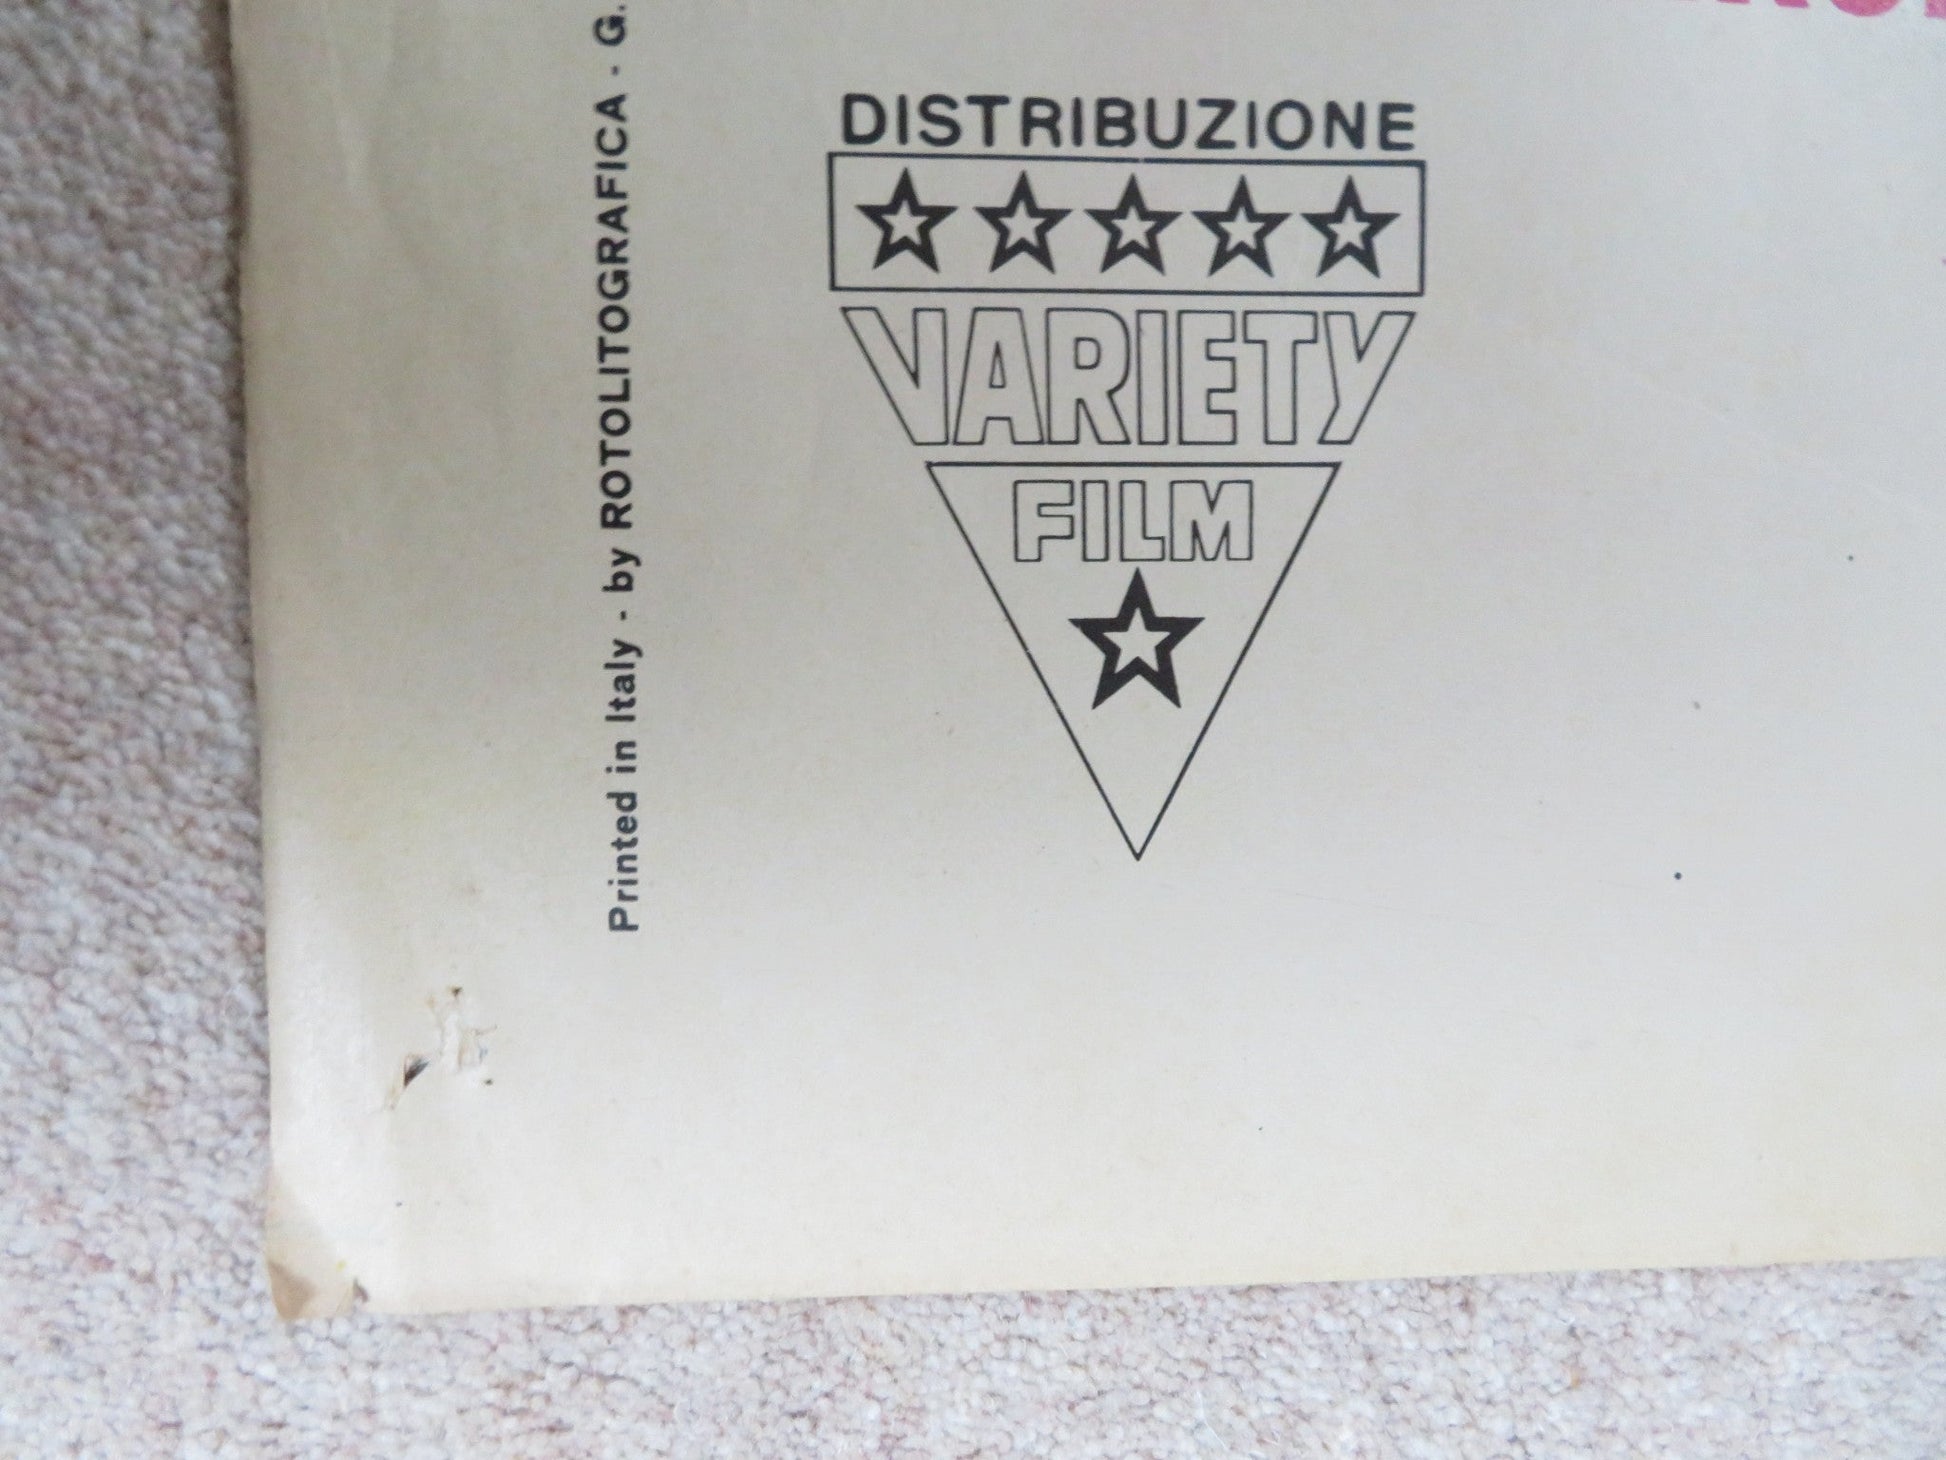 DISTRIBUZIONE
VARIETY
FILM
Printed in Italy - by ROTOLITOGRAFICA - G.